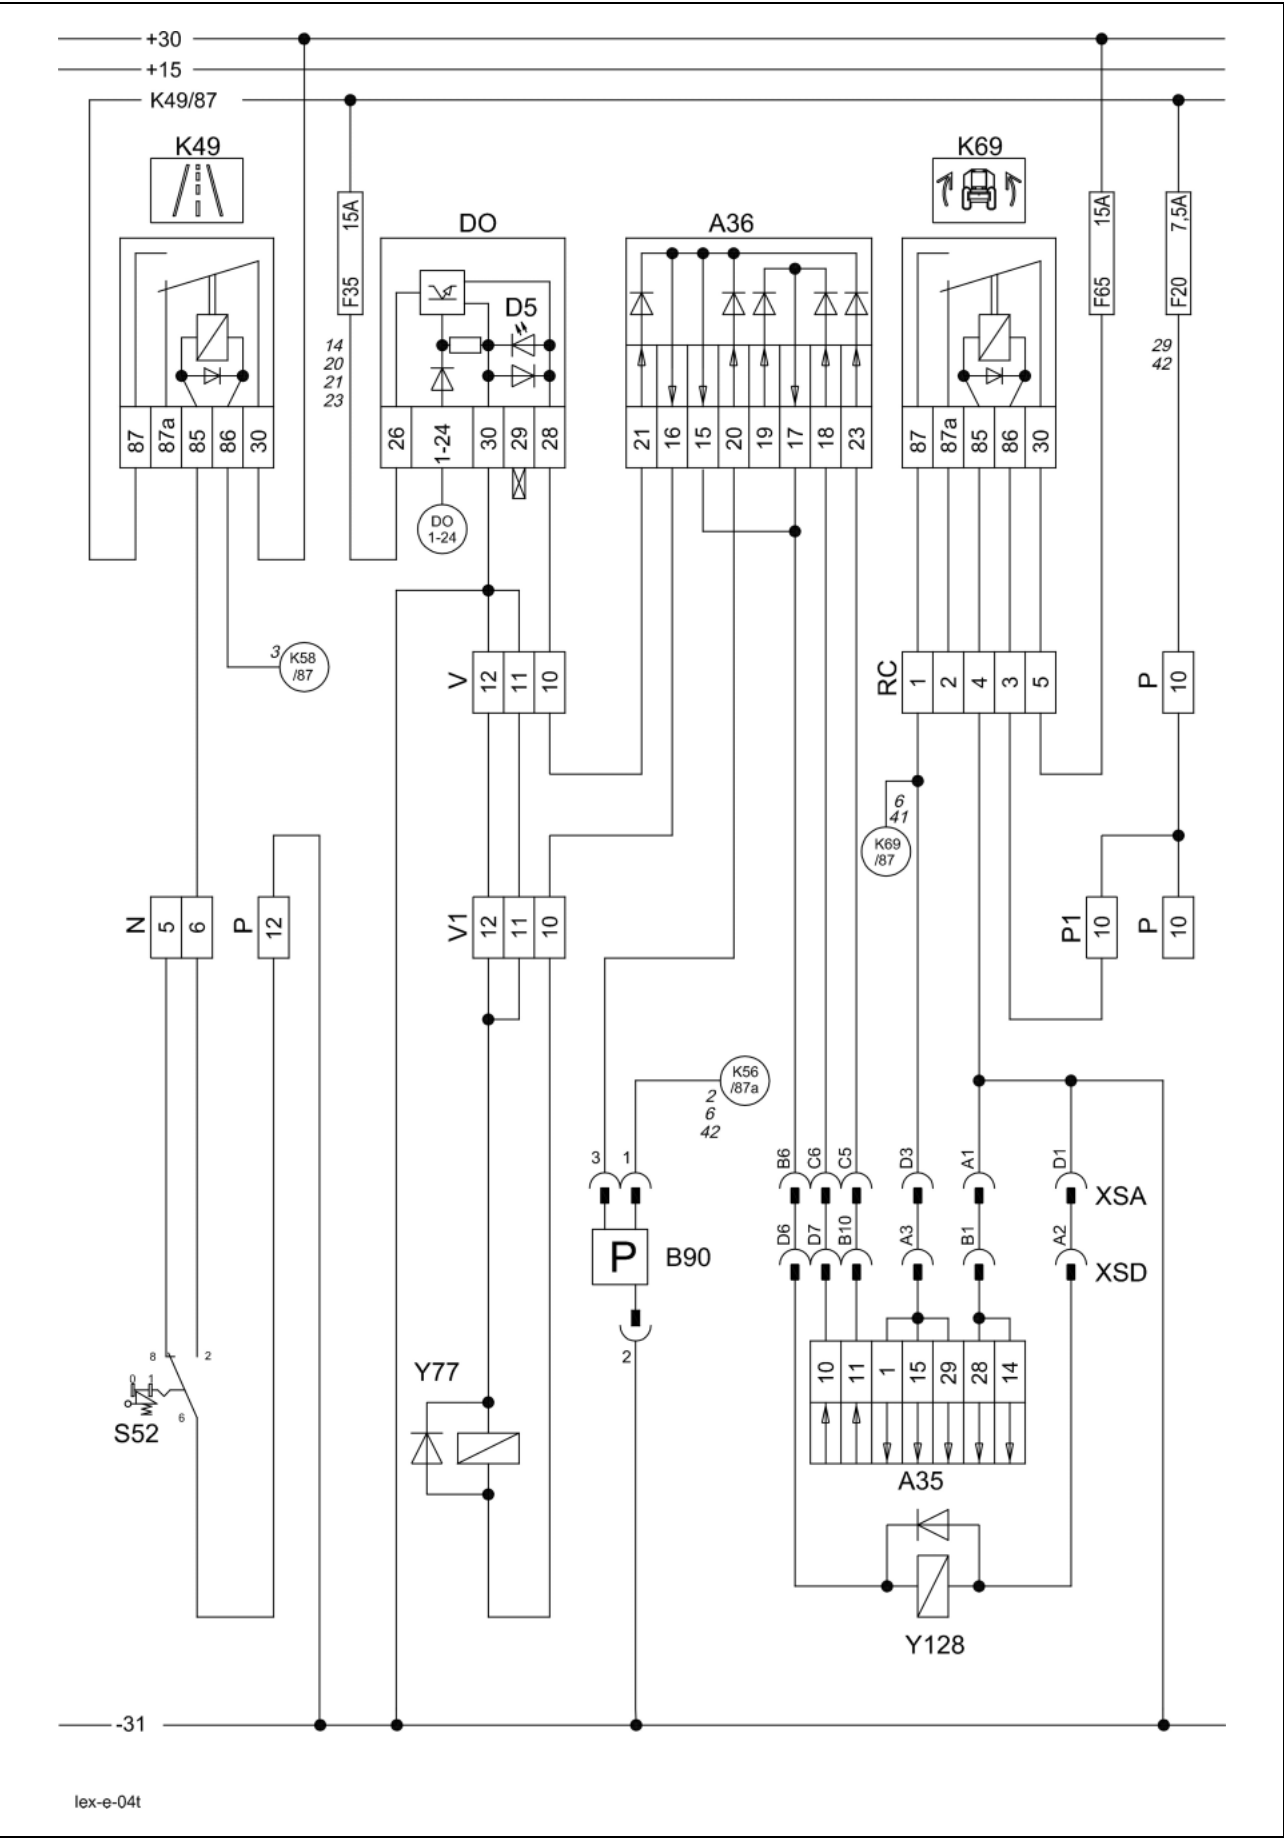 +30
+15
K49/87
K49
K69
15A
F35
DO
A36
15A
F65
7,5A
F20
D5
14
20
21
23
29
42
87
87a
85
86
30
26
1-24
30
29
28
21
16
15
20
19
17
18
23
87
87a
85
86
30
DO
1-24
3
K58
/87
V
12
11
10
RC
1
2
4
3
5
P
10
6
41
K69
/87
N
5
6
P
12
V1
12
11
10
P1
10
P
10
K56
/87a
2
6
42
3
1
B6
C6
C5
D3
A1
D1
XSA
D6
D7
B10
A3
B1
A2
XSD
P
B90
2
8
2
0
1
6
S52
Y77
10
11
1
15
29
28
14
A35
Y128
-31
lex-e-04t